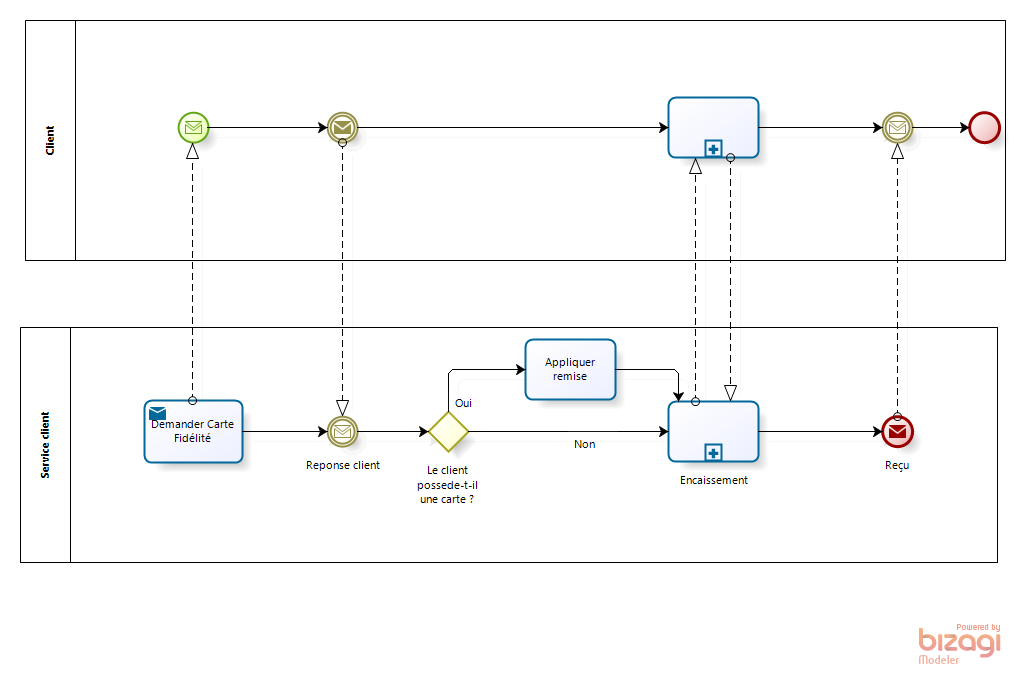 Client
Service client
Demander Carte
Fidélité
Reponse client
Oui
Le client
possede-t-il
une carte ?
Appliquer
remise
Non
Encaissement
Reçu
Powered by
bizagi
Modeler